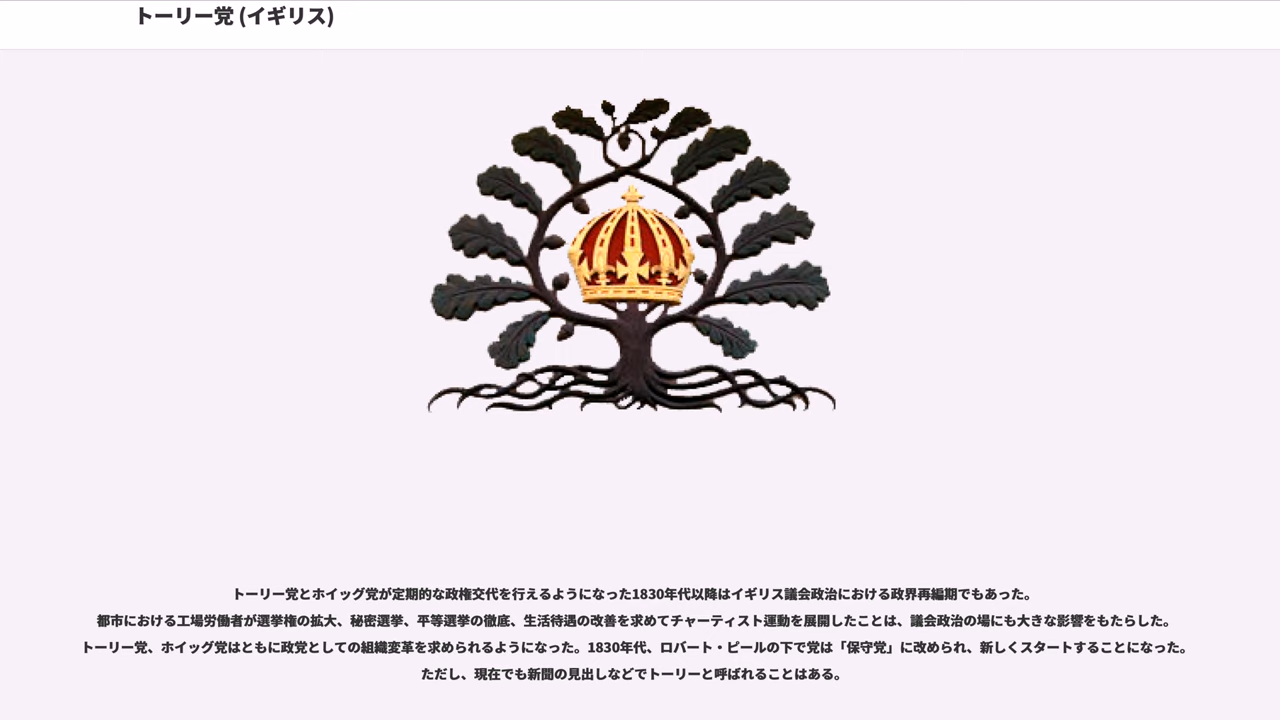 トーリー党 (イギリス)
トーリー党とホイッグ党が定期的な政権交代を行えるようになった1830年代以降はイギリス議会政治における政界再編期でもあった。
都市における工場労働者が選挙権の拡大、秘密選挙、平等選挙の徹底、生活待遇の改善を求めてチャーティスト運動を展開したことは、議会政治の場にも大きな影響をもたらした。
トーリー党、ホイッグ党はともに政党としての組織変革を求められるようになった。1830年代、ロバート・ピールの下で党は「保守党」に改められ、新しくスタートすることになった。
ただし、現在でも新聞の見出しなどでトーリーと呼ばれることはある。